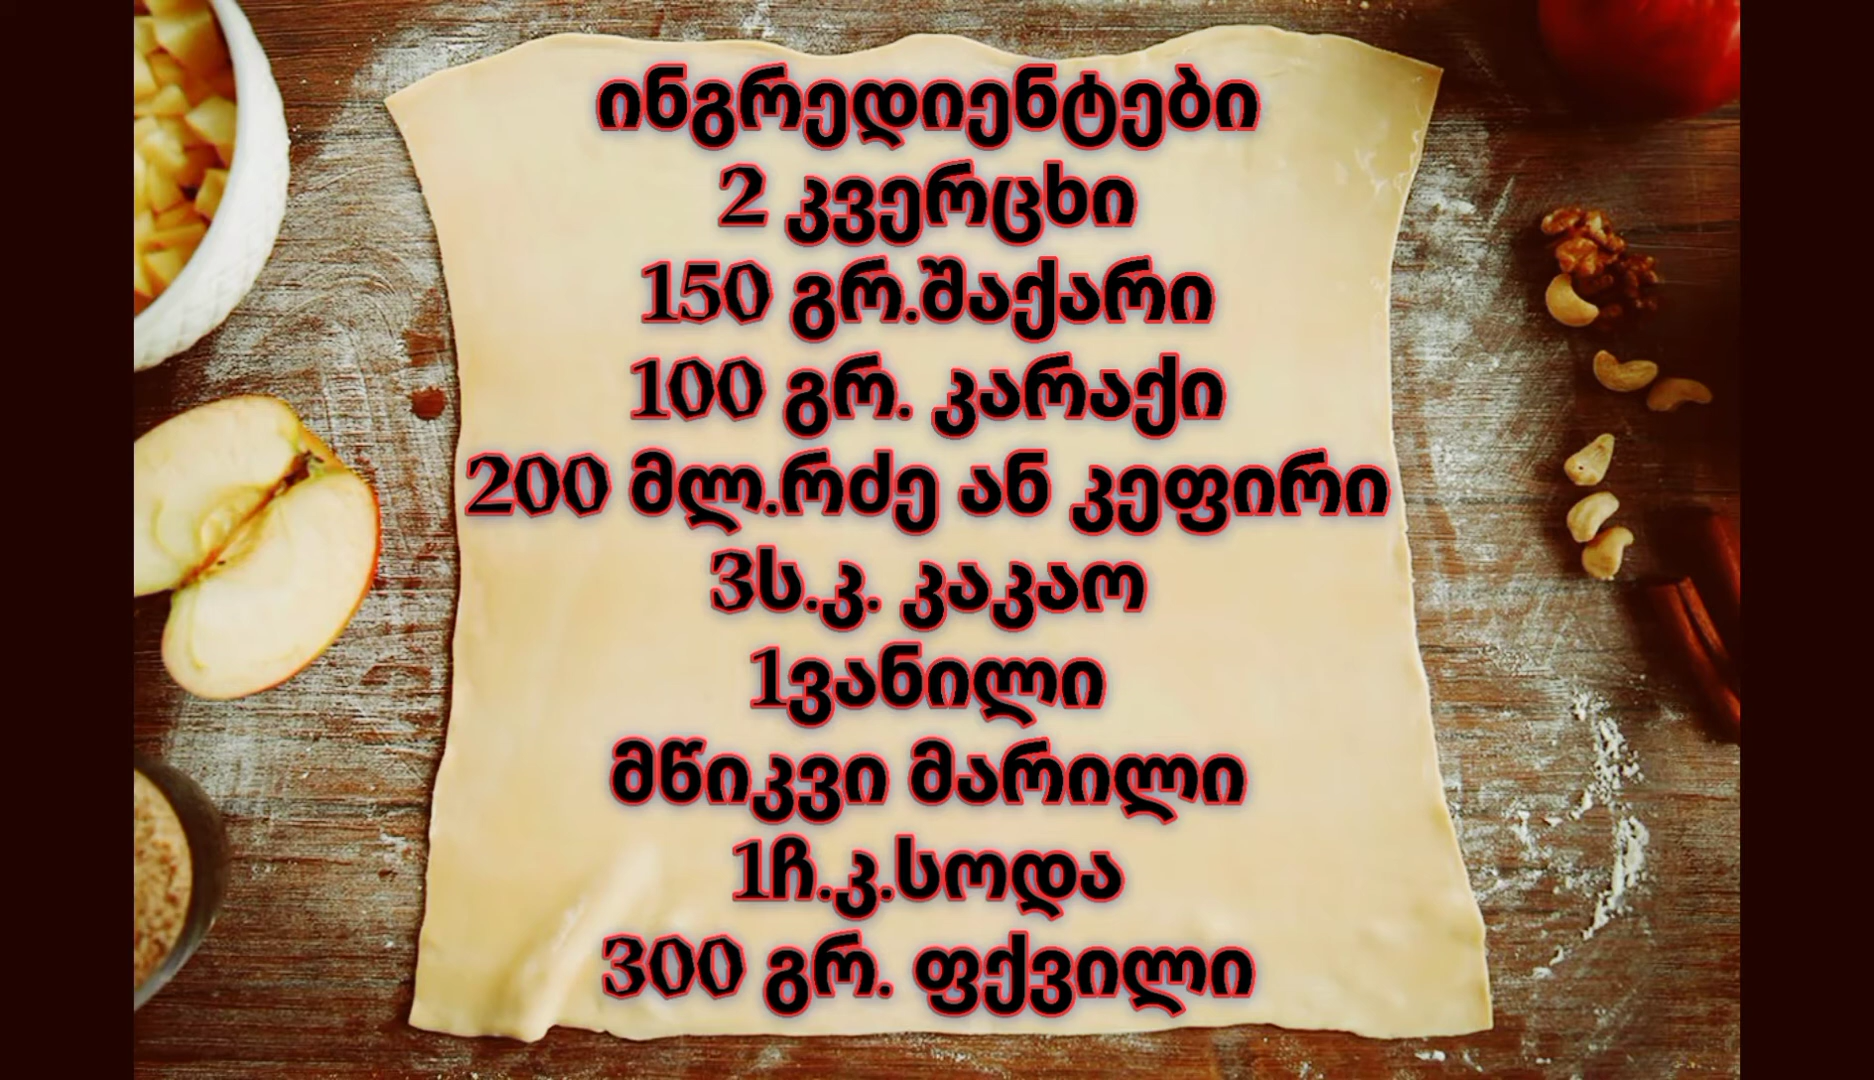 ინგრედიენტები
2 კვერცხი
150 გრ.შაქარი
100 გრ. კარაქი
200 მლ.რძე ან კეფირი
3ს.კ. კაკაო
1ვანილი
მწიკვი მარილი
1ჩ.კ.სოდა
300 გრ. ფქვილი